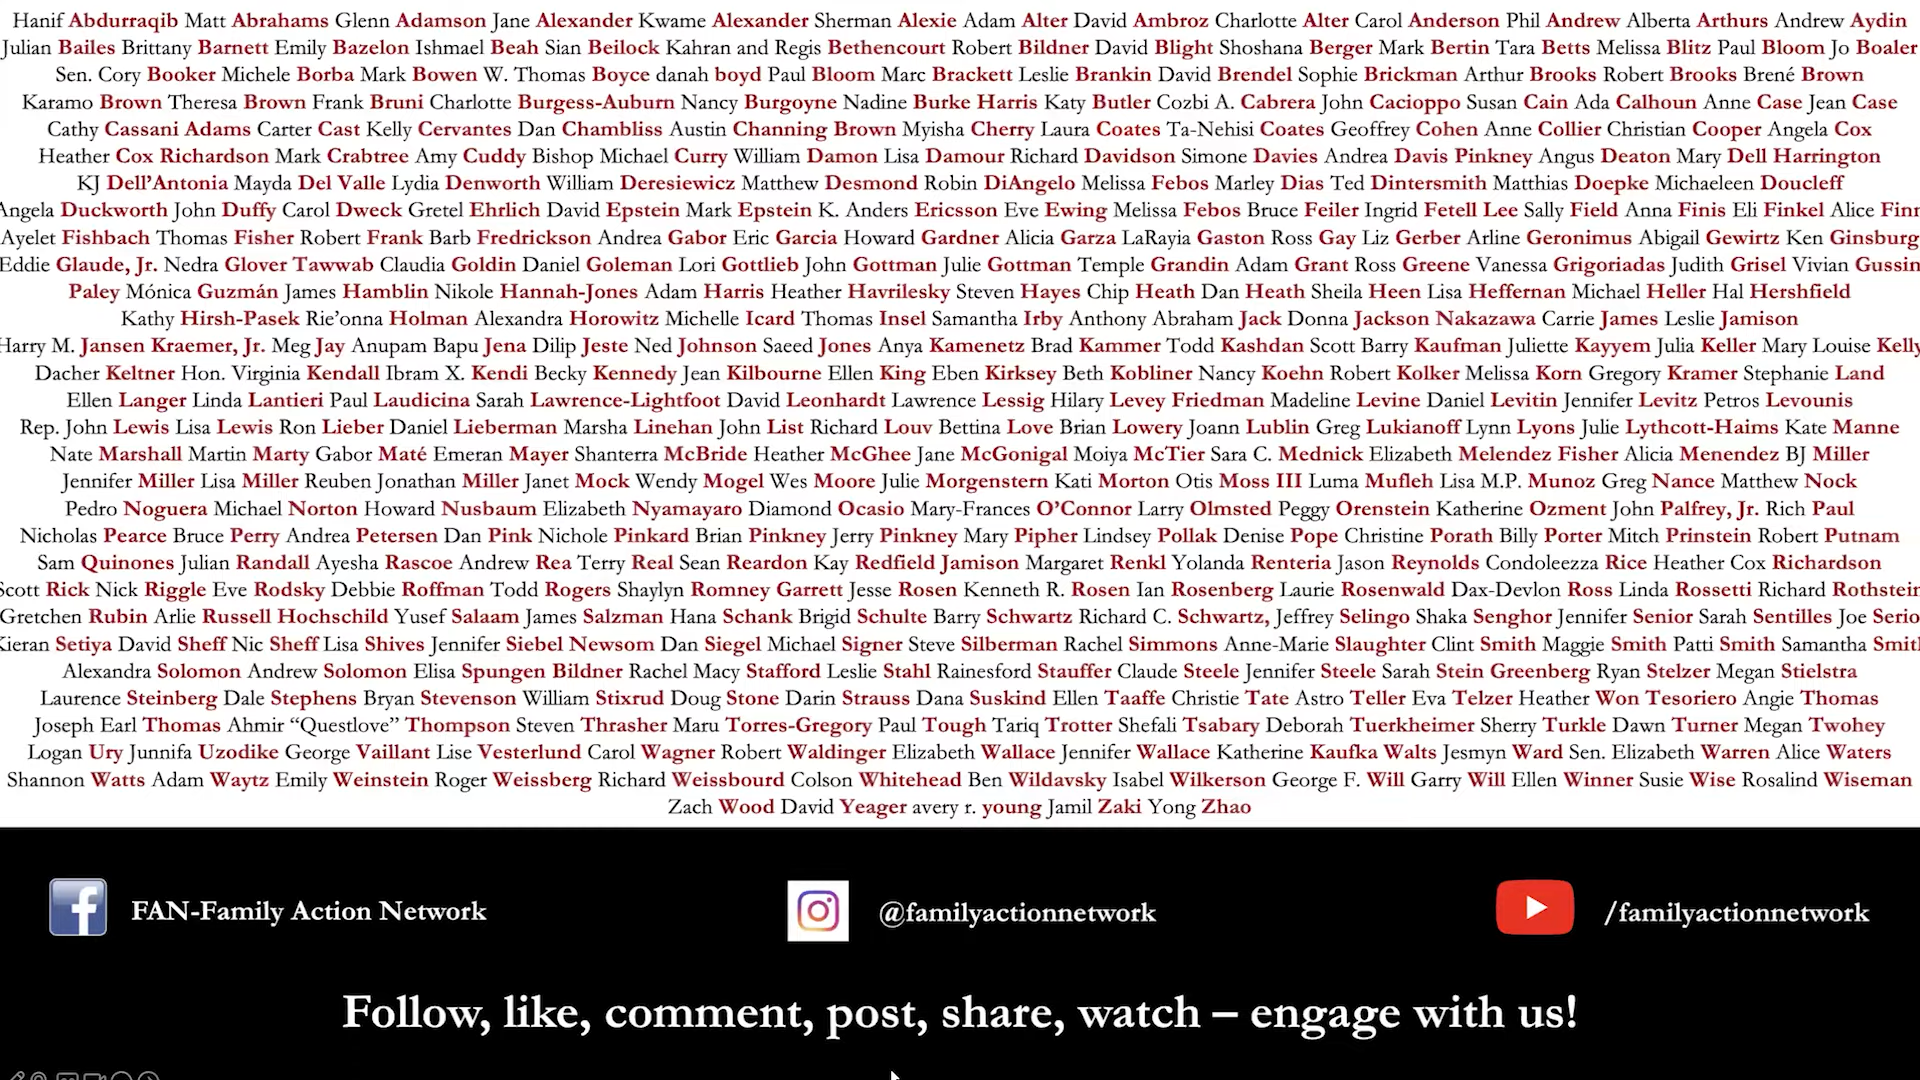 Hanif Abdurraqib Matt Abrahams Glenn Adamson Jane Alexander Kwame Alexander Sherman Alexie Adam Alter David Ambroz Charlotte Alter Carol Anderson Phil Andrew Alberta Arthurs Andrew Aydin
Julian Bailes Brittany Barnett Emily Bazelon Ishmael Beah Sian Beilock Kahran and Regis Bethencourt Robert Bildner David Blight Shoshana Berger Mark Bertin Tara Betts Melissa Blitz Paul Bloom Jo Boaler
Sen. Cory Booker Michele Borba Mark Bowen W. Thomas Boyce danah boyd Paul Bloom Marc Brackett Leslie Brankin David Brendel Sophie Brickman Arthur Brooks Robert Brooks Brené Brown
Karamo Brown Theresa Brown Frank Bruni Charlotte Burgess-Auburn Nancy Burgoyne Nadine Burke Harris Katy Butler Cozbi A. Cabrera John Cacioppo Susan Cain Ada Calhoun Anne Case Jean Case
Cathy Cassani Adams Carter Cast Kelly Cervantes Dan Chambliss Austin Channing Brown Myisha Cherry Laura Coates Ta-Nehisi Coates Geoffrey Cohen Anne Collier Christian Cooper Angela Cox
Heather Cox Richardson Mark Crabtree Amy Cuddy Bishop Michael Curry William Damon Lisa Damour Richard Davidson Simone Davies Andrea Davis Pinkney Angus Deaton Mary Dell Harrington
KJ Dell’Antonia Mayda Del Valle Lydia Denworth William Deresiewicz Matthew Desmond Robin DiAngelo Melissa Febos Marley Dias Ted Dintersmith Matthias Doepke Michaeleen Doucleff
Angela Duckworth John Duffy Carol Dweck Gretel Ehrlich David Epstein Mark Epstein K. Anders Ericsson Eve Ewing Melissa Febos Bruce Feiler Ingrid Fetell Lee Sally Field Anna Finis Eli Finkel Alice Finn
Ayelet Fishbach Thomas Fisher Robert Frank Barb Fredrickson Andrea Gabor Eric Garcia Howard Gardner Alicia Garza LaRayia Gaston Ross Gay Liz Gerber Arline Geronimus Abigail Gewirtz Ken Ginsburg
Eddie Glaude, Jr. Nedra Glover Tawwab Claudia Goldin Daniel Goleman Lori Gottlieb John Gottman Julie Gottman Temple Grandin Adam Grant Ross Greene Vanessa Grigoriadas Judith Grisel Vivian Gussin
Paley Mónica Guzmán James Hamblin Nikole Hannah-Jones Adam Harris Heather Havrilesky Steven Hayes Chip Heath Dan Heath Sheila Heen Lisa Heffernan Michael Heller Hal Hershfield
Kathy Hirsh-Pasek Rie’onna Holman Alexandra Horowitz Michelle Icard Thomas Insel Samantha Irby Anthony Abraham Jack Donna Jackson Nakazawa Carrie James Leslie Jamison
Harry M. Jansen Kraemer, Jr. Meg Jay Anupam Bapu Jena Dilip Jeste Ned Johnson Saeed Jones Anya Kamenetz Brad Kammer Todd Kashdan Scott Barry Kaufman Juliette Kayyem Julia Keller Mary Louise Kelly
Dacher Keltner Hon. Virginia Kendall Ibram X. Kendi Becky Kennedy Jean Kilbourne Ellen King Eben Kirksey Beth Kobliner Nancy Koehn Robert Kolker Melissa Korn Gregory Kramer Stephanie Land
Ellen Langer Linda Lantieri Paul Laudicina Sarah Lawrence-Lightfoot David Leonhardt Lawrence Lessig Hilary Levey Friedman Madeline Levine Daniel Levitin Jennifer Levitz Petros Levounis
Rep. John Lewis Lisa Lewis Ron Lieber Daniel Lieberman Marsha Linehan John List Richard Louv Bettina Love Brian Lowery Joann Lublin Greg Lukianoff Lynn Lyons Julie Lythcott-Haims Kate Manne
Nate Marshall Martin Marty Gabor Maté Emeran Mayer Shanterra McBride Heather McGhee Jane McGonigal Moiya McTier Sara C. Mednick Elizabeth Melendez Fisher Alicia Menendez BJ Miller
Jennifer Miller Lisa Miller Reuben Jonathan Miller Janet Mock Wendy Mogel Wes Moore Julie Morgenstern Kati Morton Otis Moss III Luma Mufleh Lisa M.P. Munoz Greg Nance Matthew Nock
Pedro Noguera Michael Norton Howard Nusbaum Elizabeth Nyamayaro Diamond Ocasio Mary-Frances O’Connor Larry Olmsted Peggy Orenstein Katherine Ozment John Palfrey, Jr. Rich Paul
Nicholas Pearce Bruce Perry Andrea Petersen Dan Pink Nichole Pinkard Brian Pinkney Jerry Pinkney Mary Pipher Lindsey Pollak Denise Pope Christine Porath Billy Porter Mitch Prinstein Robert Putnam
Sam Quinones Julian Randall Ayesha Rascoe Andrew Rea Terry Real Sean Reardon Kay Redfield Jamison Margaret Renkl Yolanda Renteria Jason Reynolds Condoleezza Rice Heather Cox Richardson
Scott Rick Nick Riggle Eve Rodsky Debbie Roffman Todd Rogers Shaylyn Romney Garrett Jesse Rosen Kenneth R. Rosen Ian Rosenberg Laurie Rosenwald Dax-Devlon Ross Linda Rossetti Richard Rothstein
Gretchen Rubin Arlie Russell Hochschild Yusef Salaam James Salzman Hana Schank Brigid Schulte Barry Schwartz Richard C. Schwartz, Jeffrey Selingo Shaka Senghor Jennifer Senior Sarah Sentilles Joe Serio
Kieran Setiya David Sheff Nic Sheff Lisa Shives Jennifer Siebel Newsom Dan Siegel Michael Signer Steve Silberman Rachel Simmons Anne-Marie Slaughter Clint Smith Maggie Smith Patti Smith Samantha Smith
Alexandra Solomon Andrew Solomon Elisa Spungen Bildner Rachel Macy Stafford Leslie Stahl Rainesford Stauffer Claude Steele Jennifer Steele Sarah Stein Greenberg Ryan Stelzer Megan Stielstra
Laurence Steinberg Dale Stephens Bryan Stevenson William Stixrud Doug Stone Darin Strauss Dana Suskind Ellen Taaffe Christie Tate Astro Teller Eva Telzer Heather Won Tesoriero Angie Thomas
Joseph Earl Thomas Ahmir “Questlove” Thompson Steven Thrasher Maru Torres-Gregory Paul Tough Tariq Trotter Shefali Tsabary Deborah Tuerkheimer Sherry Turkle Dawn Turner Megan Twohey
Logan Ury Junnifa Uzodike George Vaillant Lise Vesterlund Carol Wagner Robert Waldinger Elizabeth Wallace Jennifer Wallace Katherine Kaufka Walts Jesmyn Ward Sen. Elizabeth Warren Alice Waters
Shannon Watts Adam Waytz Emily Weinstein Roger Weissberg Richard Weissbourd Colson Whitehead Ben Wildavsky Isabel Wilkerson George F. Will Garry Will Ellen Winner Susie Wise Rosalind Wiseman
Zach Wood David Yeager avery r. young Jamil Zaki Yong Zhao
FAN-Family Action Network
@familyactionnetwork
/familyactionnetwork
Follow, like, comment, post, share, watch – engage with us!